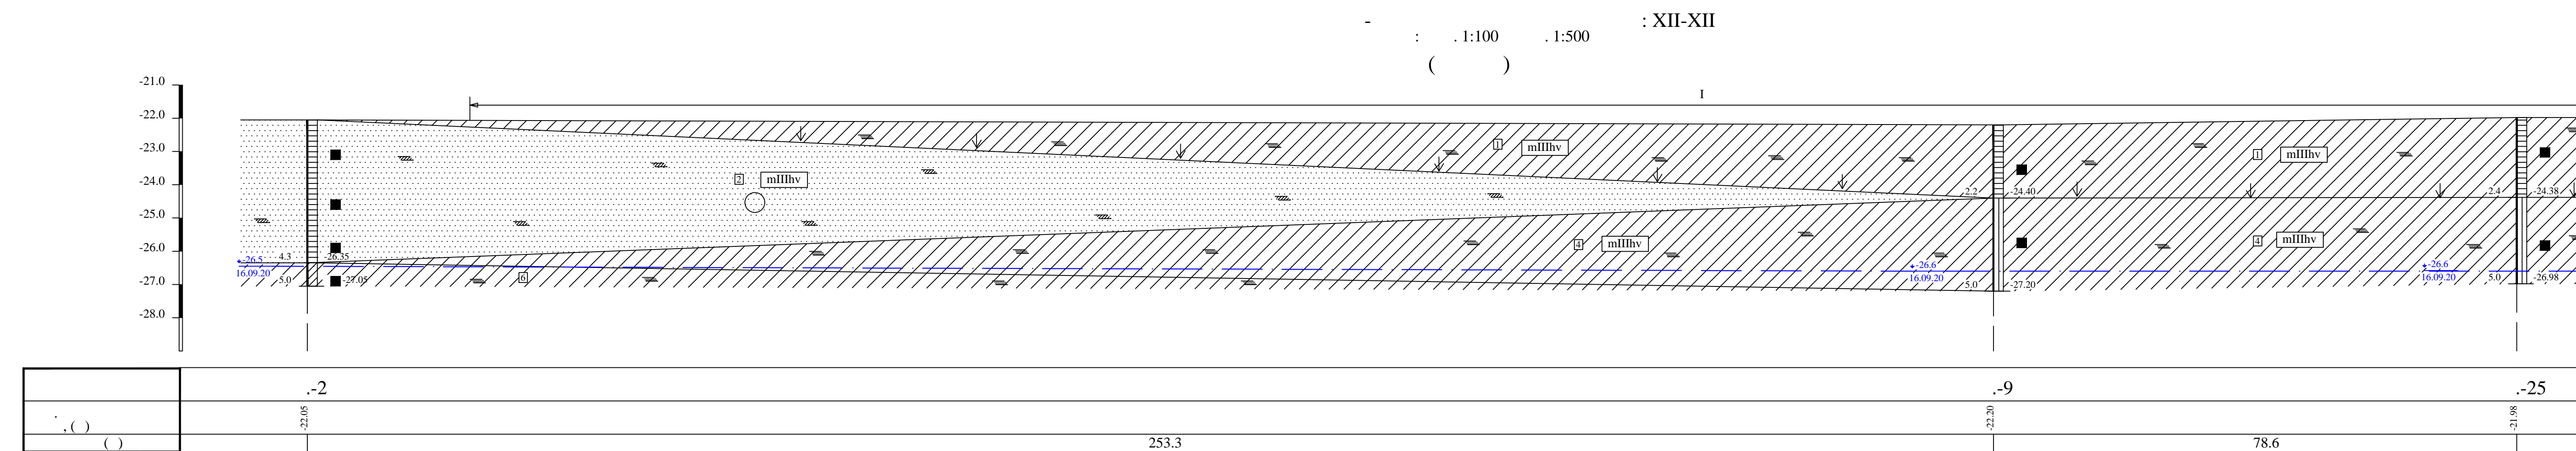 - : XII-XII
: . 1:100 . 1:500
( )
-21.0
-22.0
-23.0
-24.0
-25.0
-26.0
-27.0
-28.0
I
1 mIIIhv
1 mIIIhv
2 mIIIhv
2.2 -24.40
2.4 -24.38
4 mIIIhv
4 mIIIhv
-26.5
16.09.20
4.3 -26.35
5.0 -27.05
6
-26.6
16.09.20
5.0 -27.20
-26.6
16.09.20
5.0 -26.98
.-2 .-9 .-25
. , ( )
-22.05 -22.20 -21.98
( )
253.3 78.6